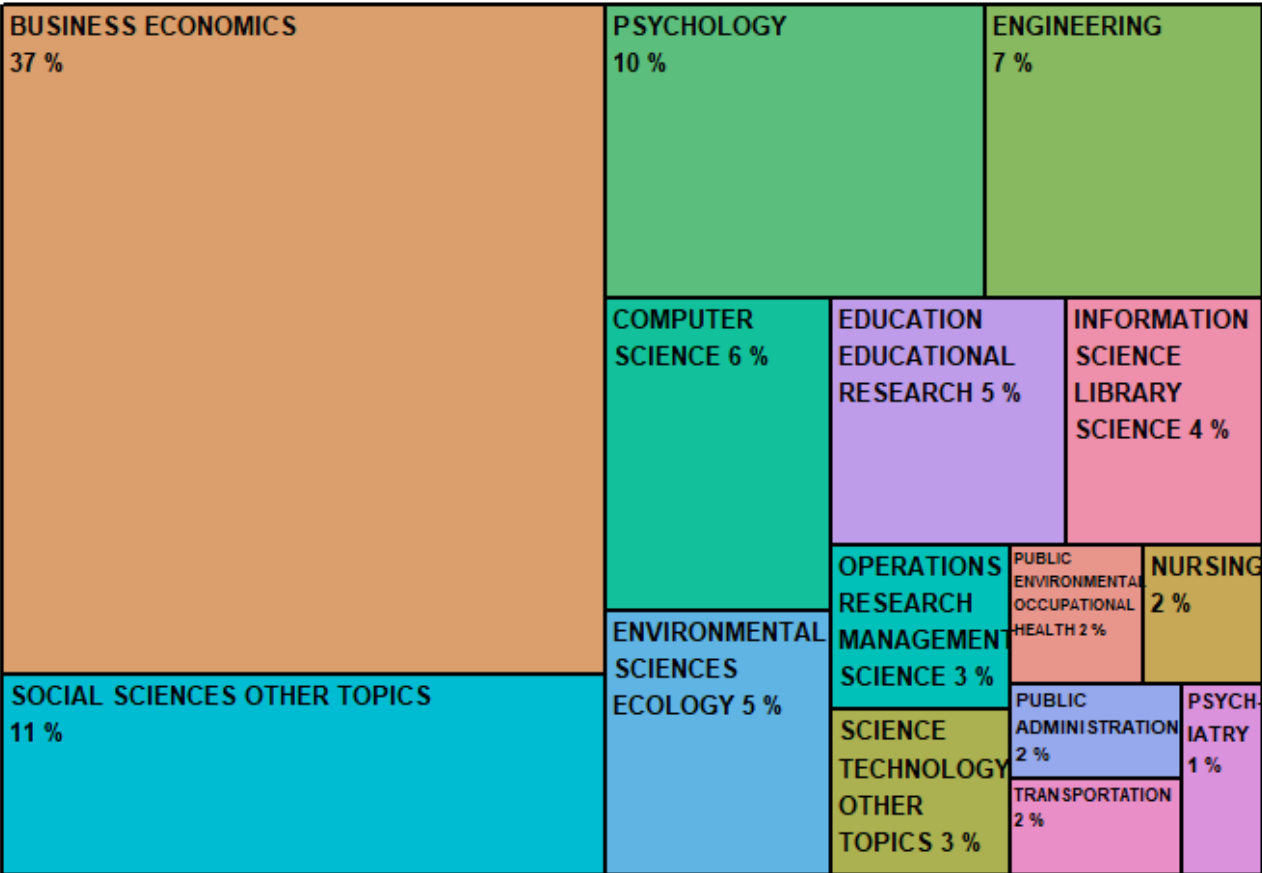 BUSINESS ECONOMICS
37 %
SOCIAL SCIENCES OTHER TOPICS
11 %
PSYCHOLOGY
10 %
ENGINEERING
7 %
COMPUTER
SCIENCE 6 %
ENVIRONMENTAL
SCIENCES
ECOLOGY 5 %
EDUCATION
EDUCATIONAL
RESEARCH 5 %
INFORMATION
SCIENCE
LIBRARY
SCIENCE 4 %
OPERATIONS
RESEARCH
MANAGEMENT
SCIENCE 3 %
SCIENCE
TECHNOLOGY
OTHER
TOPICS 3 %
PUBLIC
ENVIRONMENTAL
OCCUPATIONAL
HEALTH 2 %
NURSING
2 %
PUBLIC
ADMINISTRATION
2 %
TRANSPORTATION
2 %
PSYCH-
IATRY
1 %